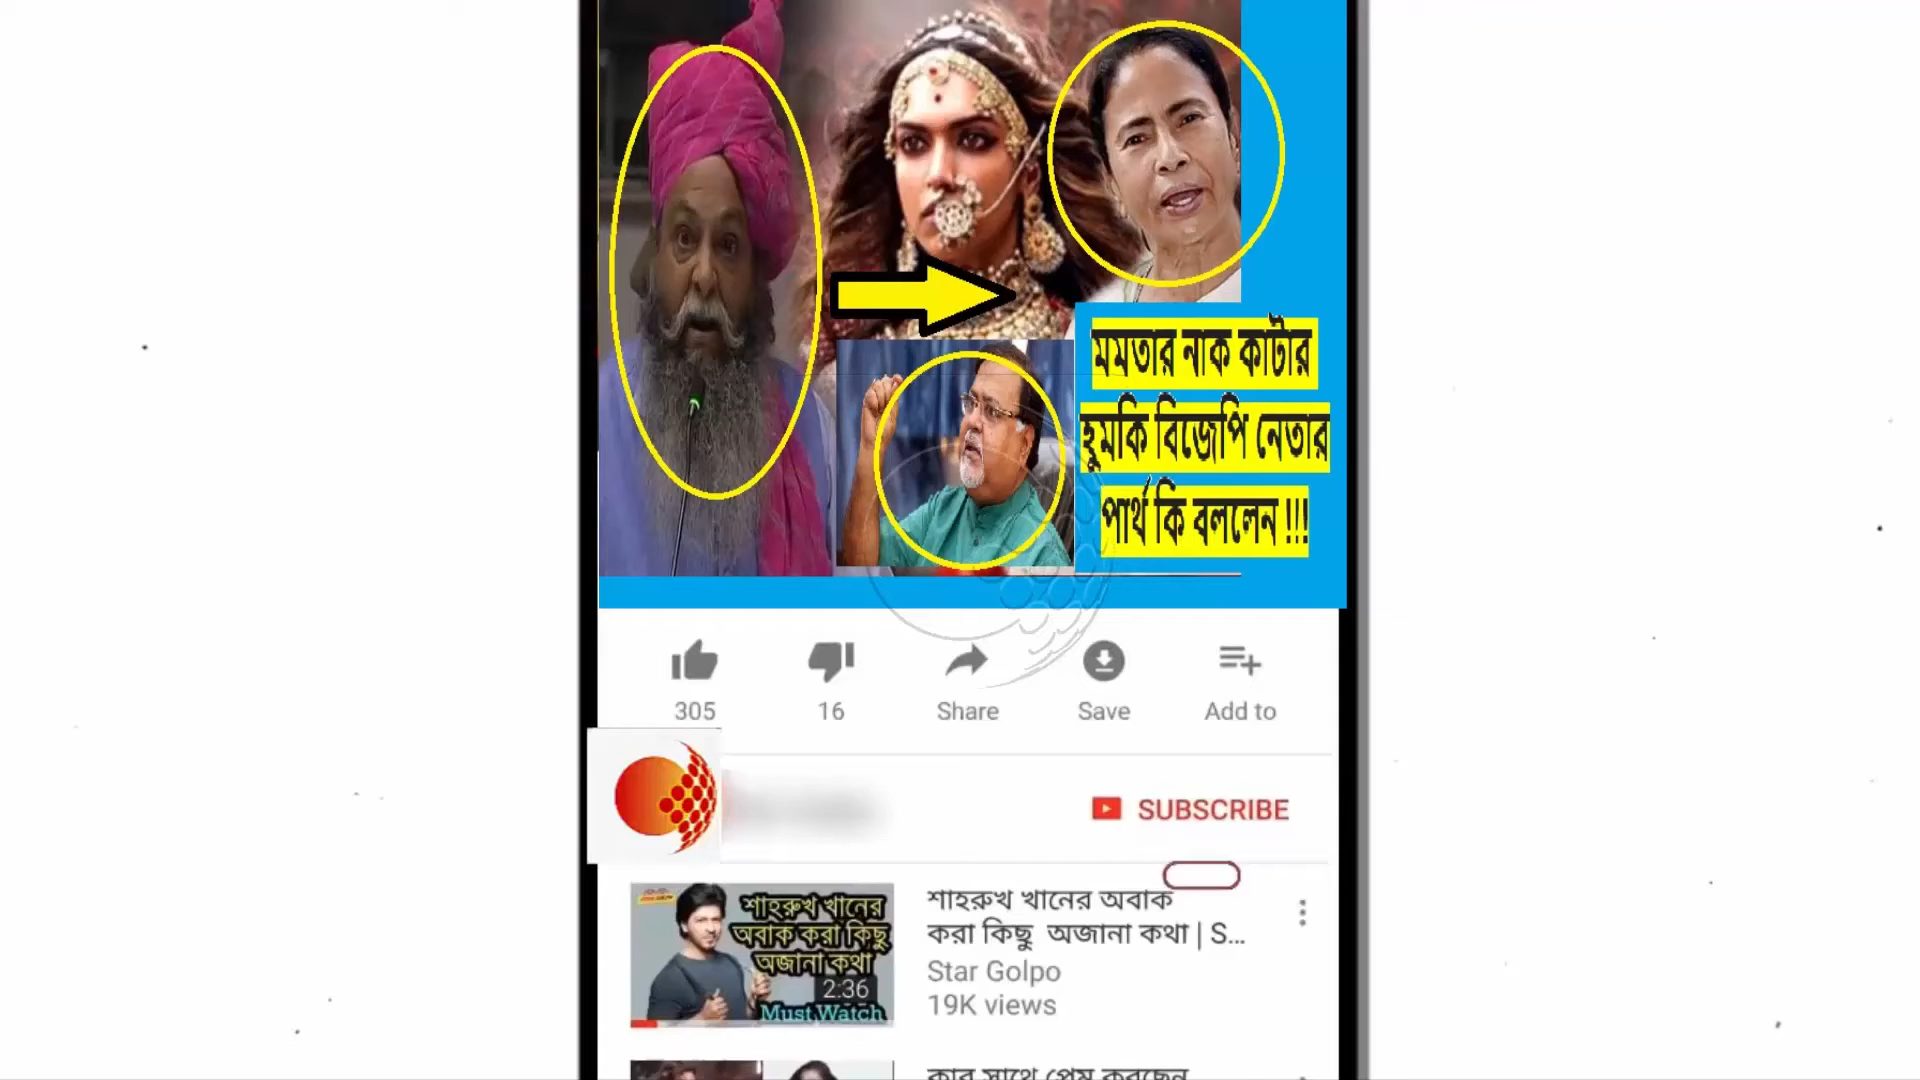 মমতার নাক কাটার
হুমকি বিজেপি নেতার
পার্থ কি বললেন !!!
305
16
Share
Save
Add to
SUBSCRIBE
শাহরুখ খানের
অবাক করা কিছু
অজানা কথা
2:36
Must Watch
শাহরুখ খানের অবাক
করা কিছু অজানা কথা | S...
Star Golpo
19K views
কার সাথে প্রেম করছেন